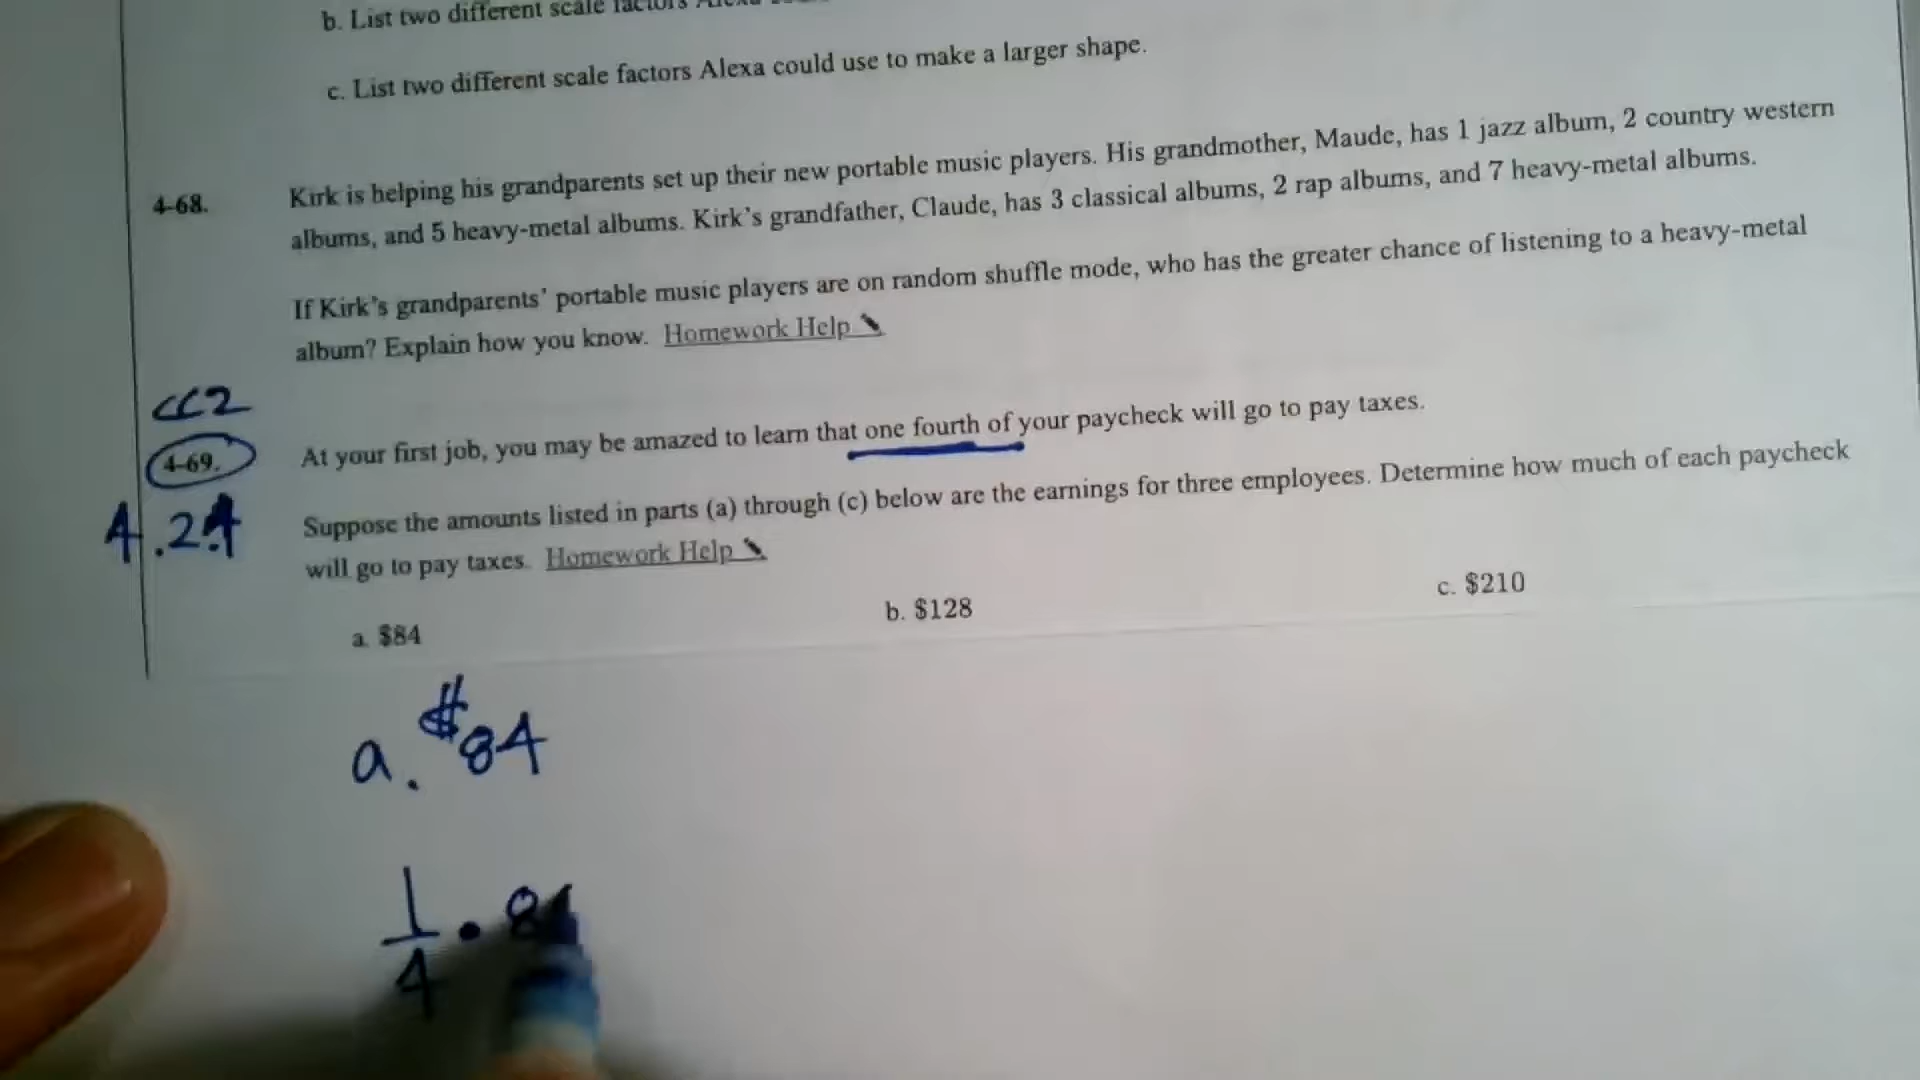 b. List two different scale factors Alexa
c. List two different scale factors Alexa could use to make a larger shape.
4-68. Kirk is helping his grandparents set up their new portable music players. His grandmother, Maude, has 1 jazz album, 2 country western
albums, and 5 heavy-metal albums. Kirk's grandfather, Claude, has 3 classical albums, 2 rap albums, and 7 heavy-metal albums.
If Kirk's grandparents' portable music players are on random shuffle mode, who has the greater chance of listening to a heavy-metal
album? Explain how you know. Homework Help
CC2
4-69. At your first job, you may be amazed to learn that one fourth of your paycheck will go to pay taxes.
4.2.4
Suppose the amounts listed in parts (a) through (c) below are the earnings for three employees. Determine how much of each paycheck
will go to pay taxes. Homework Help
a. $84 b. $128 c. $210
a. $84
1/4 • 84